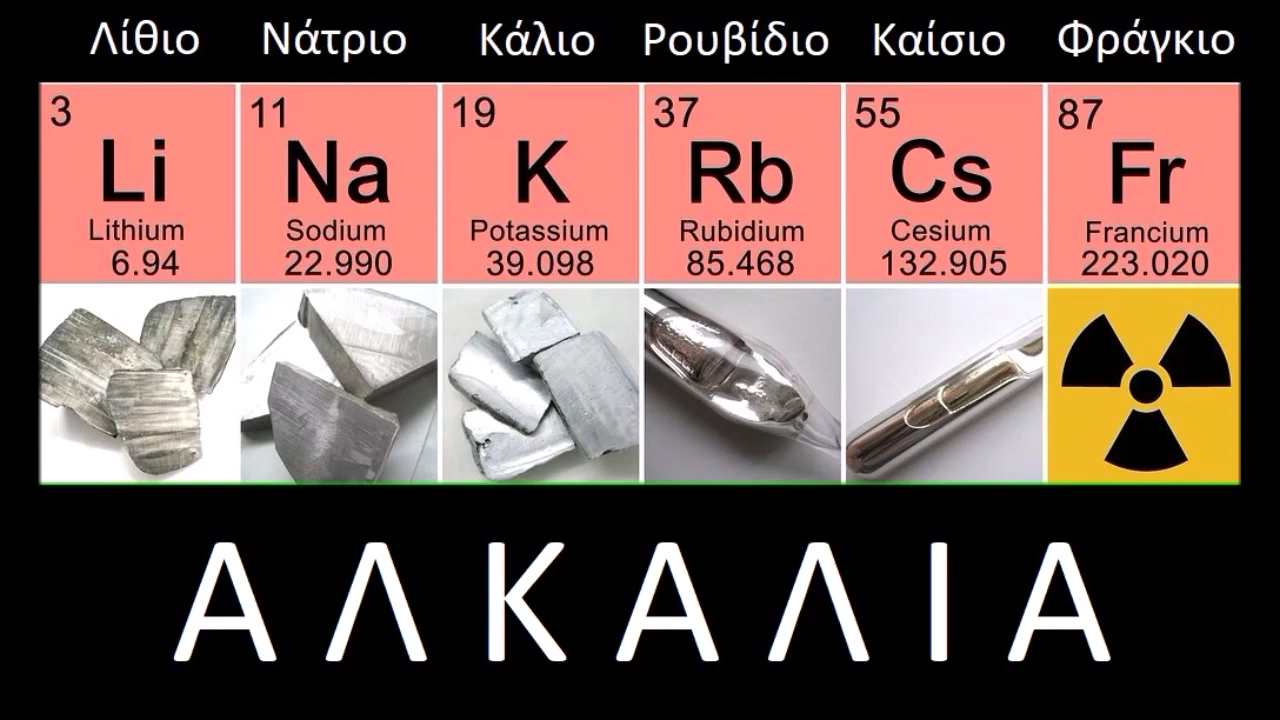 Λίθιο Νάτριο Κάλιο Ρουβίδιο Καίσιο Φράγκιο
3 11 19 37 55 87
Li Na K Rb Cs Fr
Lithium Sodium Potassium Rubidium Cesium Francium
6.94 22.990 39.098 85.468 132.905 223.020
ΑΛΚΑΛΙΑ